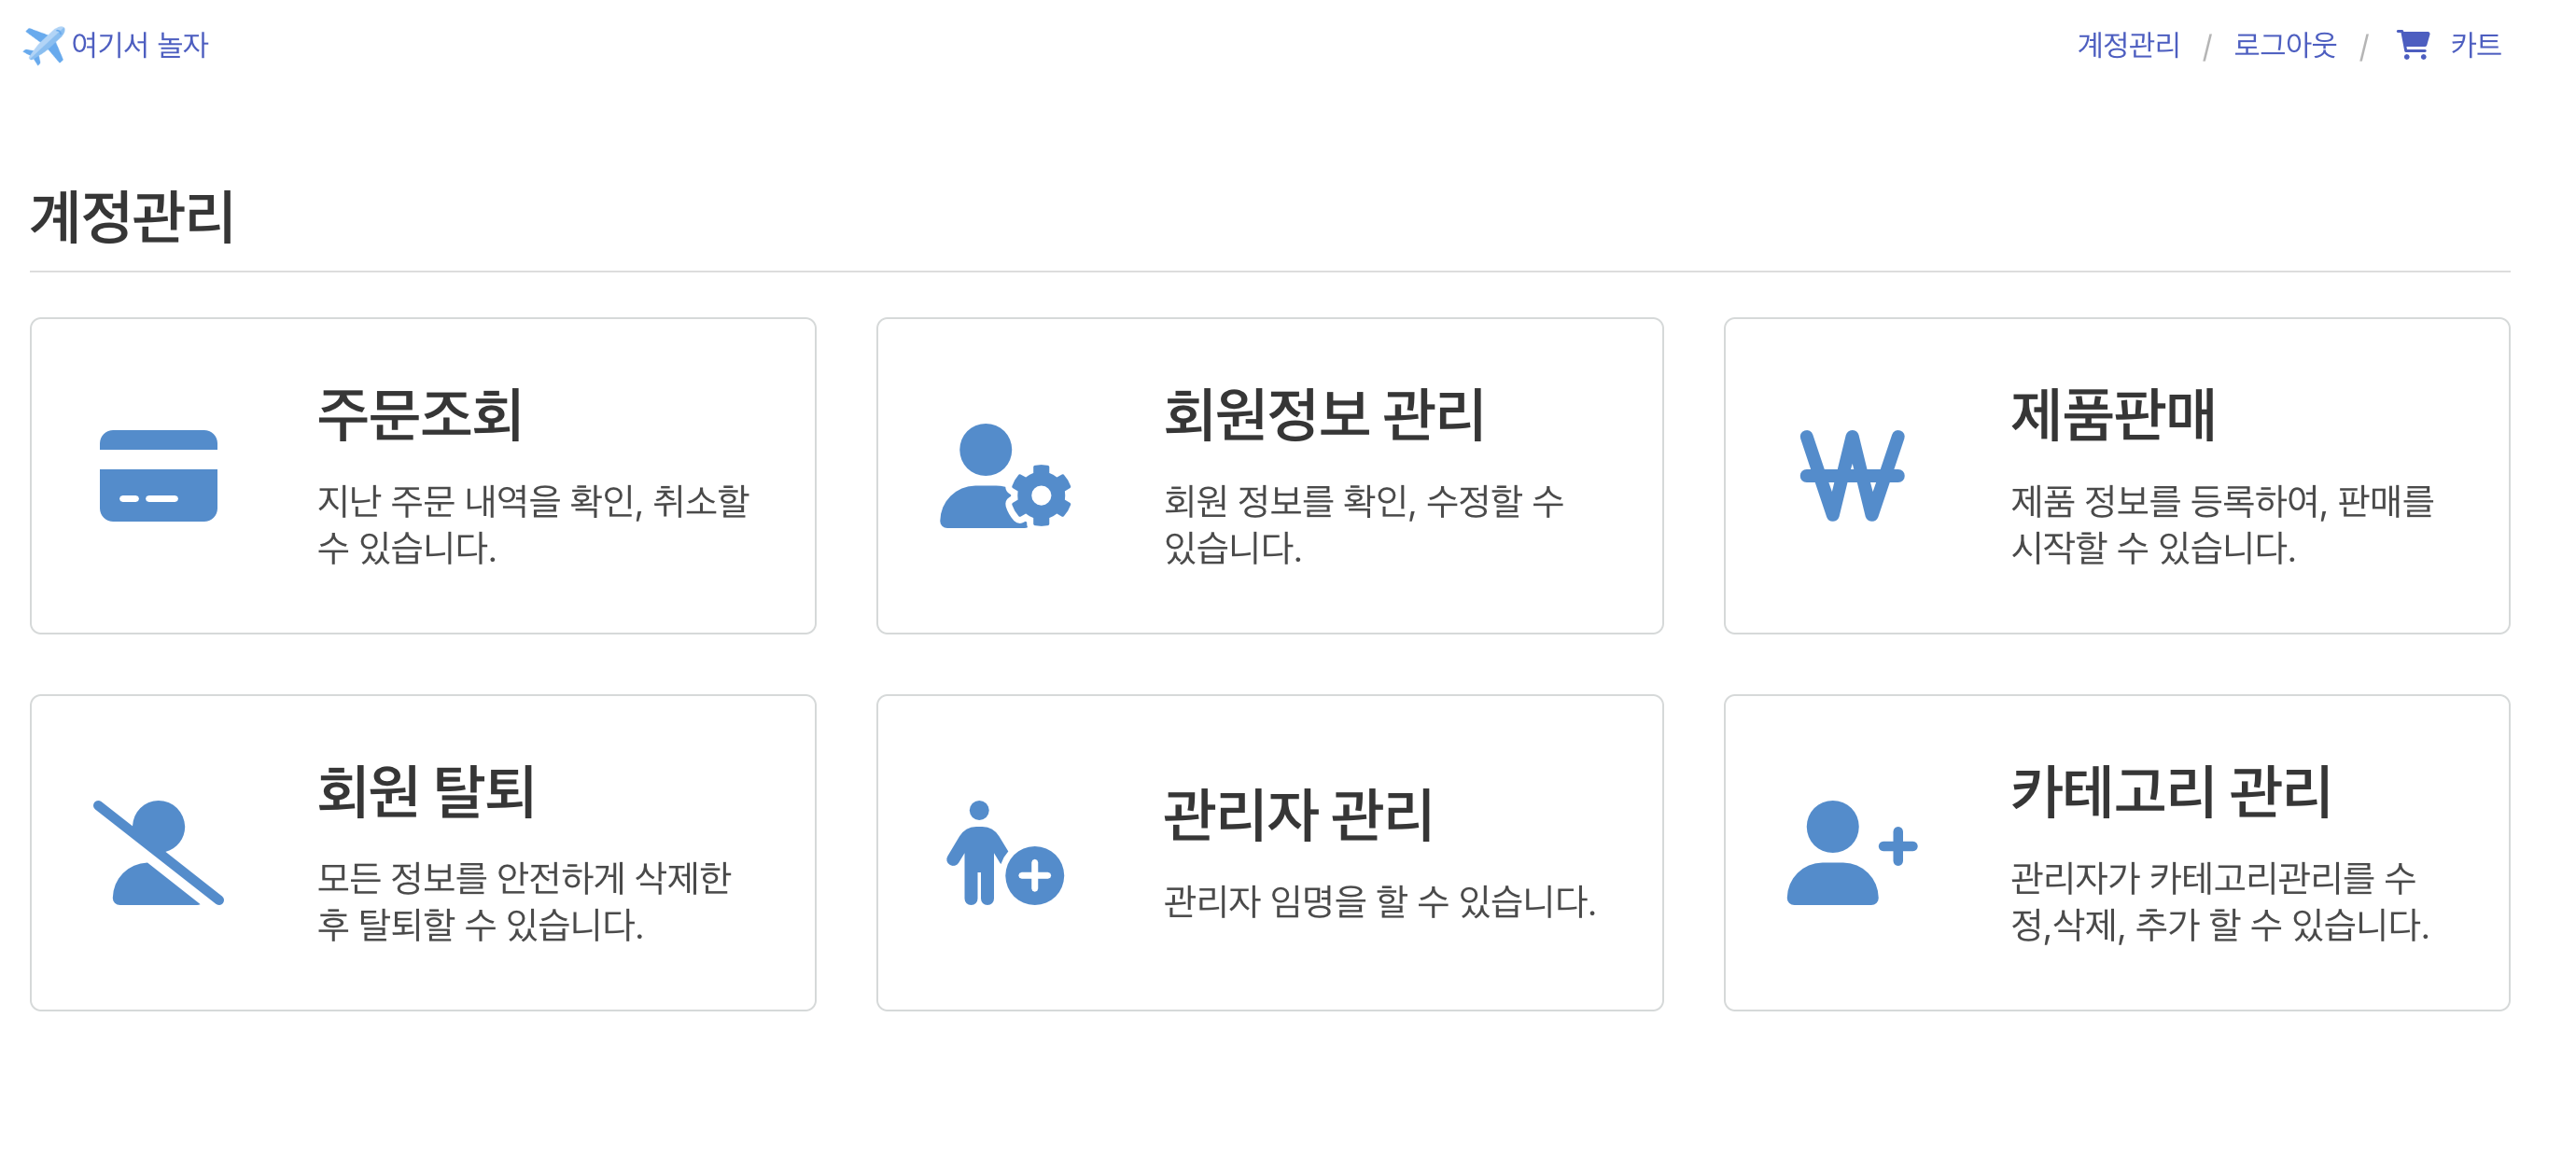 여기서 놀자
계정관리 / 로그아웃 / 카트
계정관리
주문조회
지난 주문 내역을 확인, 취소할
수 있습니다.
회원정보 관리
회원 정보를 확인, 수정할 수
있습니다.
제품판매
제품 정보를 등록하여, 판매를
시작할 수 있습니다.
회원 탈퇴
모든 정보를 안전하게 삭제한
후 탈퇴할 수 있습니다.
관리자 관리
관리자 임명을 할 수 있습니다.
카테고리 관리
관리자가 카테고리관리를 수
정,삭제, 추가 할 수 있습니다.